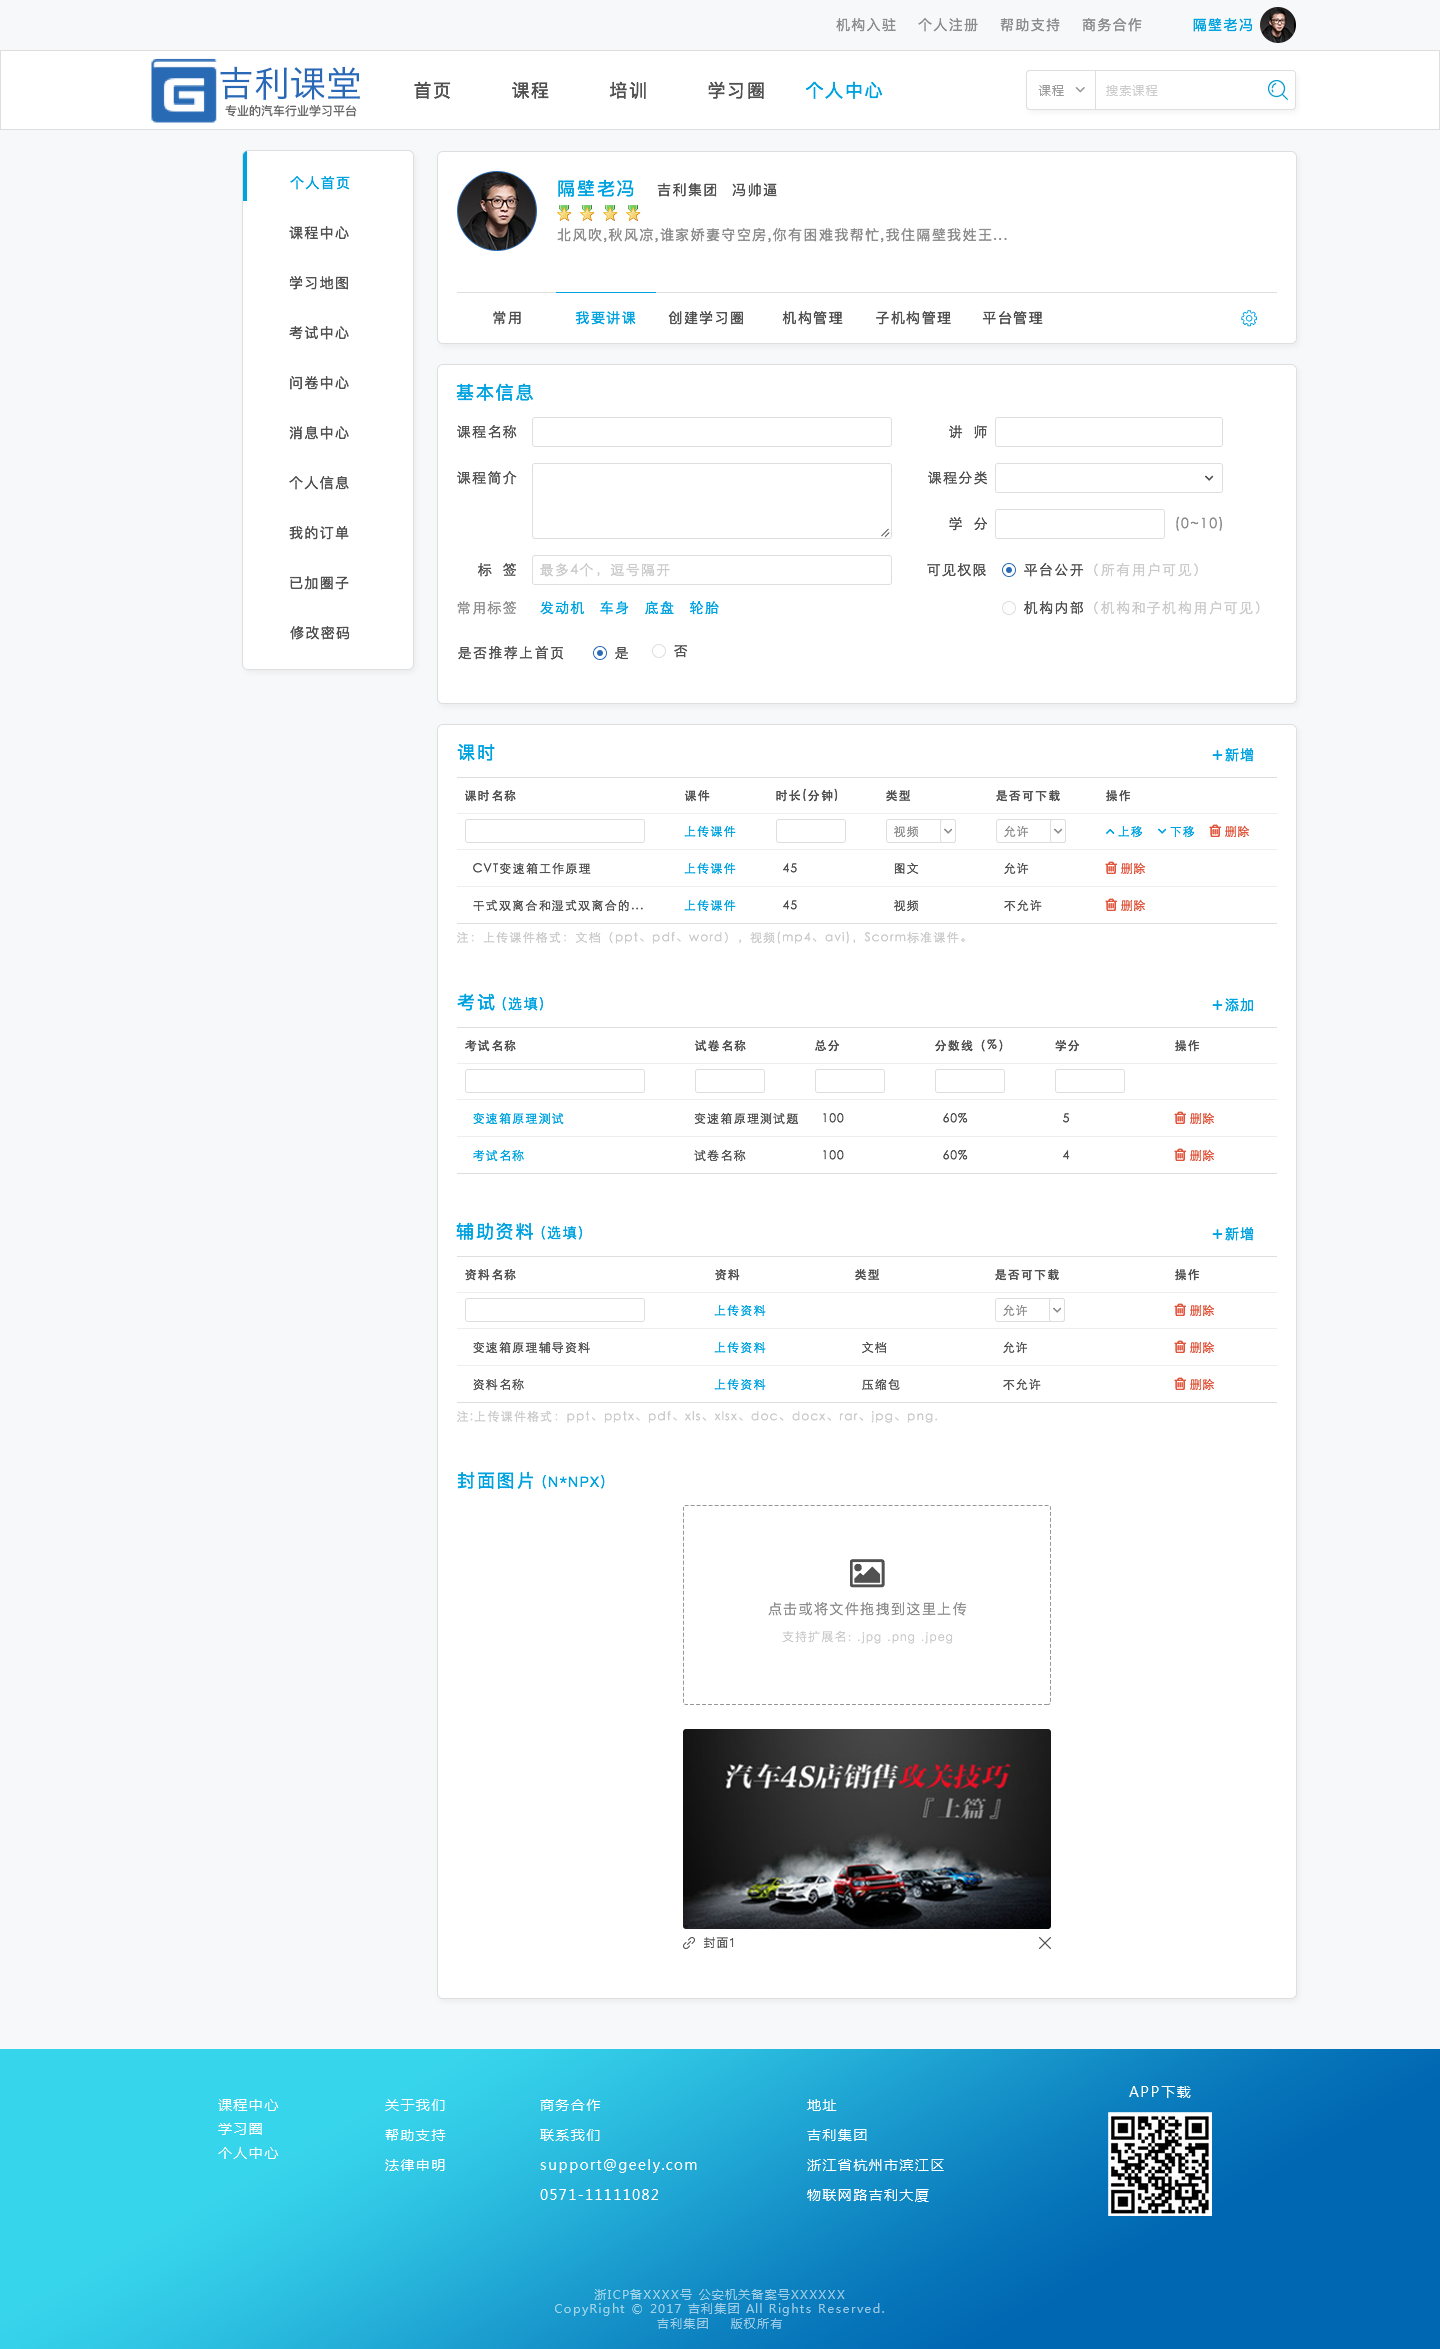 机构入驻 个人注册 帮助支持 商务合作 隔壁老冯
G 吉利课堂 专业的汽车行业学习平台 首页 课程 培训 学习圈 个人中心 课程 搜索课程
个人首页
课程中心
学习地图
考试中心
问卷中心
消息中心
个人信息
我的订单
已加圈子
修改密码
隔壁老冯 吉利集团 冯帅逼
北风吹,秋风凉,谁家娇妻守空房,你有困难我帮忙,我住隔壁我姓王...
常用 我要讲课 创建学习圈 机构管理 子机构管理 平台管理
基本信息
课程名称 讲 师
课程简介 课程分类
学 分 (0~10)
标 签 最多4个，逗号隔开 可见权限 平台公开（所有用户可见）
常用标签 发动机 车身 底盘 轮胎 机构内部（机构和子机构用户可见）
是否推荐上首页 是 否
课时 +新增
课时名称 课件 时长(分钟) 类型 是否可下载 操作
上传课件 视频 允许 上移 下移 删除
CVT变速箱工作原理 上传课件 45 图文 允许 删除
干式双离合和湿式双离合的... 上传课件 45 视频 不允许 删除
注：上传课件格式：文档（ppt、pdf、word），视频(mp4、avi)，Scorm标准课件。
考试 (选填) +添加
考试名称 试卷名称 总分 分数线（%） 学分 操作
变速箱原理测试 变速箱原理测试题 100 60% 5 删除
考试名称 试卷名称 100 60% 4 删除
辅助资料 (选填) +新增
资料名称 资料 类型 是否可下载 操作
上传资料 允许 删除
变速箱原理辅导资料 上传资料 文档 允许 删除
资料名称 上传资料 压缩包 不允许 删除
注:上传课件格式：ppt、pptx、pdf、xls、xlsx、doc、docx、rar、jpg、png.
封面图片 (N*NPX)
点击或将文件拖拽到这里上传
支持扩展名: .jpg .png .jpeg
汽车4S店销售攻关技巧
『上篇』
封面1
课程中心
学习圈
个人中心
关于我们
帮助支持
法律申明
商务合作
联系我们
support@geely.com
0571-11111082
地址
吉利集团
浙江省杭州市滨江区
物联网路吉利大厦
APP下载
浙ICP备XXXX号 公安机关备案号XXXXXX
CopyRight © 2017 吉利集团 All Rights Reserved.
吉利集团 版权所有